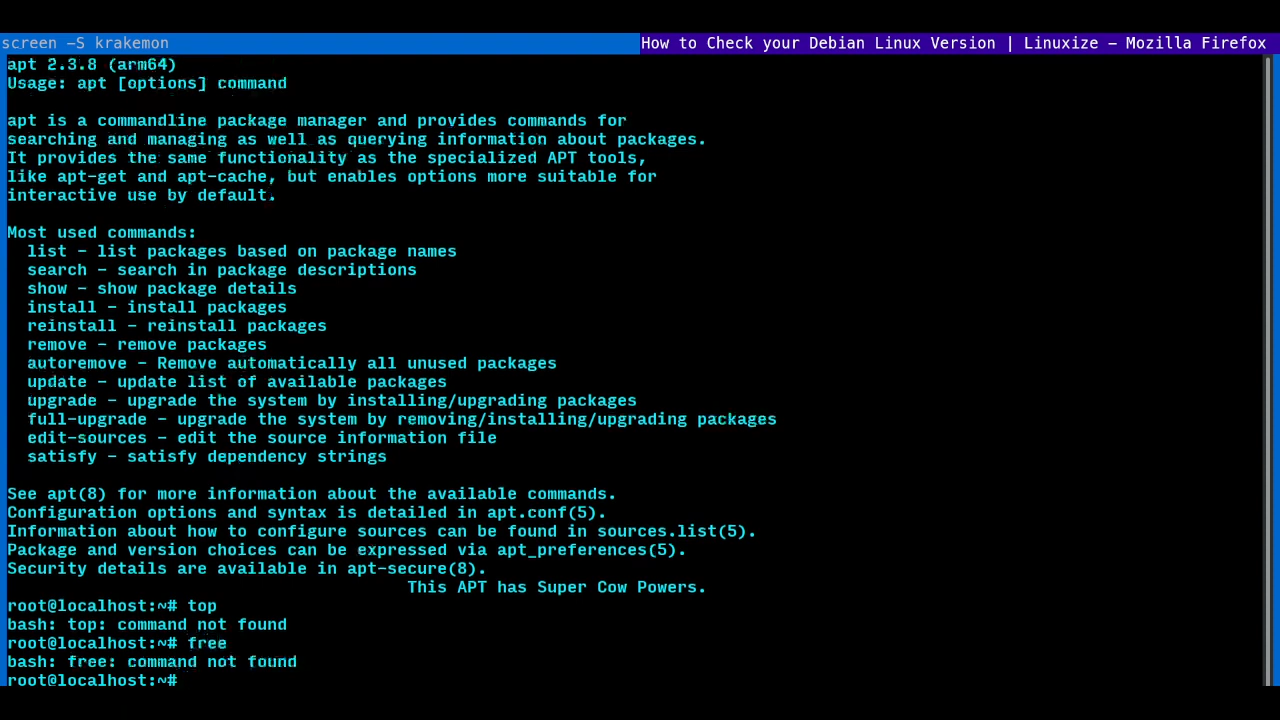 screen -S krakemon
How to Check your Debian Linux Version | Linuxize — Mozilla Firefox
apt 2.3.8 (arm64)
Usage: apt [options] command
apt is a commandline package manager and provides commands for
searching and managing as well as querying information about packages.
It provides the same functionality as the specialized APT tools,
like apt-get and apt-cache, but enables options more suitable for
interactive use by default.
Most used commands:
list - list packages based on package names
search - search in package descriptions
show - show package details
install - install packages
reinstall - reinstall packages
remove - remove packages
autoremove - Remove automatically all unused packages
update - update list of available packages
upgrade - upgrade the system by installing/upgrading packages
full-upgrade - upgrade the system by removing/installing/upgrading packages
edit-sources - edit the source information file
satisfy - satisfy dependency strings
See apt(8) for more information about the available commands.
Configuration options and syntax is detailed in apt.conf(5).
Information about how to configure sources can be found in sources.list(5).
Package and version choices can be expressed via apt_preferences(5).
Security details are available in apt-secure(8).
This APT has Super Cow Powers.
root@localhost:~# top
bash: top: command not found
root@localhost:~# free
bash: free: command not found
root@localhost:~#